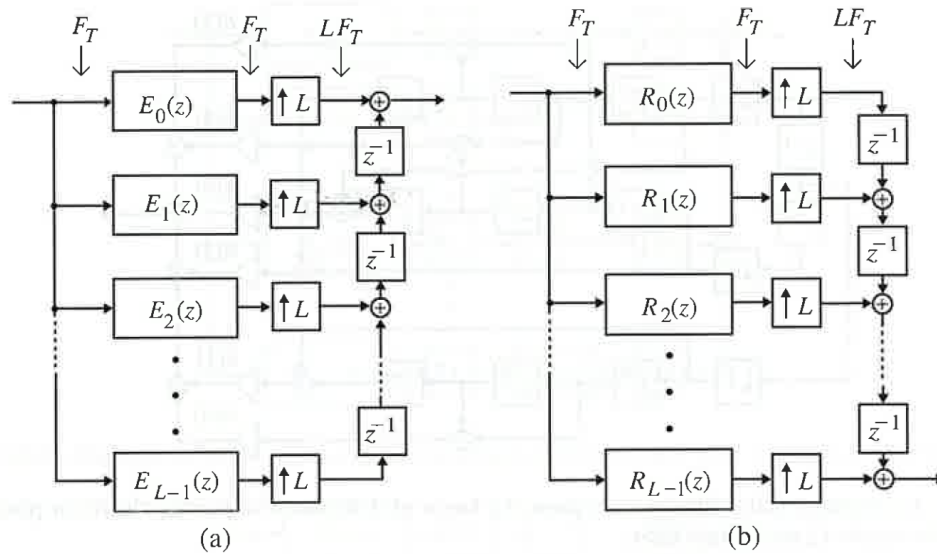 F_T F_T LF_T
E_0(z) ↑L
z^{-1}
E_1(z) ↑L
z^{-1}
E_2(z) ↑L
z^{-1}
E_{L-1}(z) ↑L
(a)
F_T F_T LF_T
R_0(z) ↑L
z^{-1}
R_1(z) ↑L
z^{-1}
R_2(z) ↑L
z^{-1}
R_{L-1}(z) ↑L
(b)